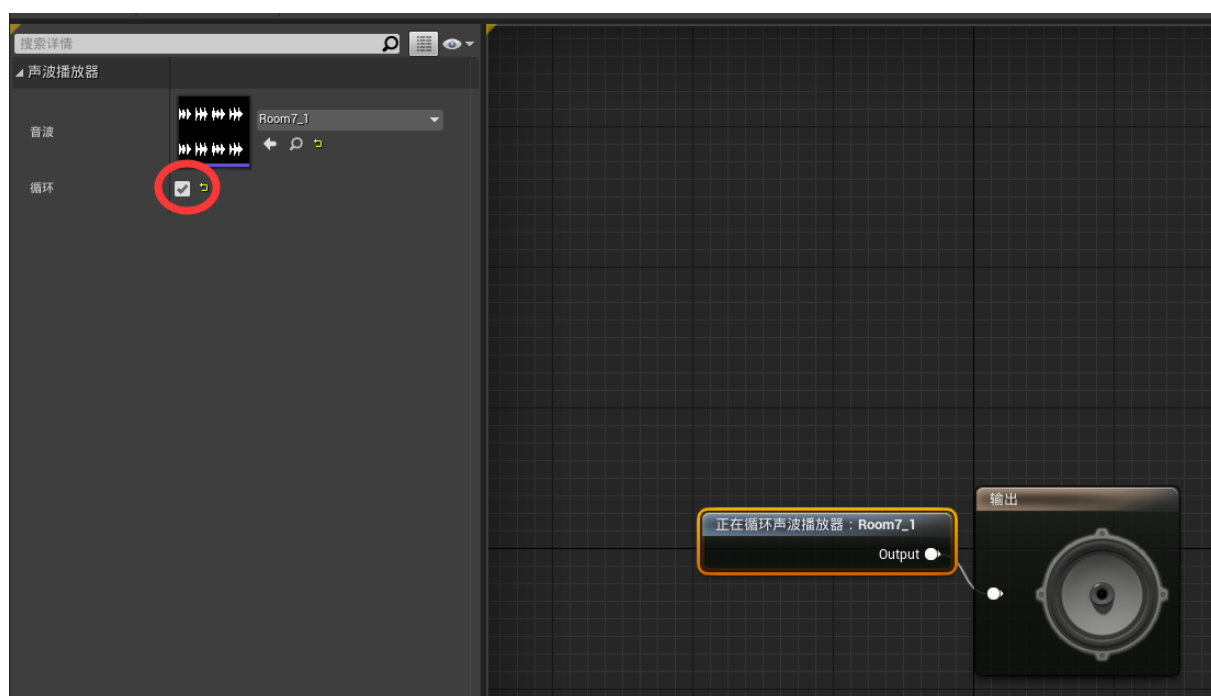 搜索详情
声波播放器
音波
Room7_1
循环
输出
正在循环声波播放器：Room7_1
Output